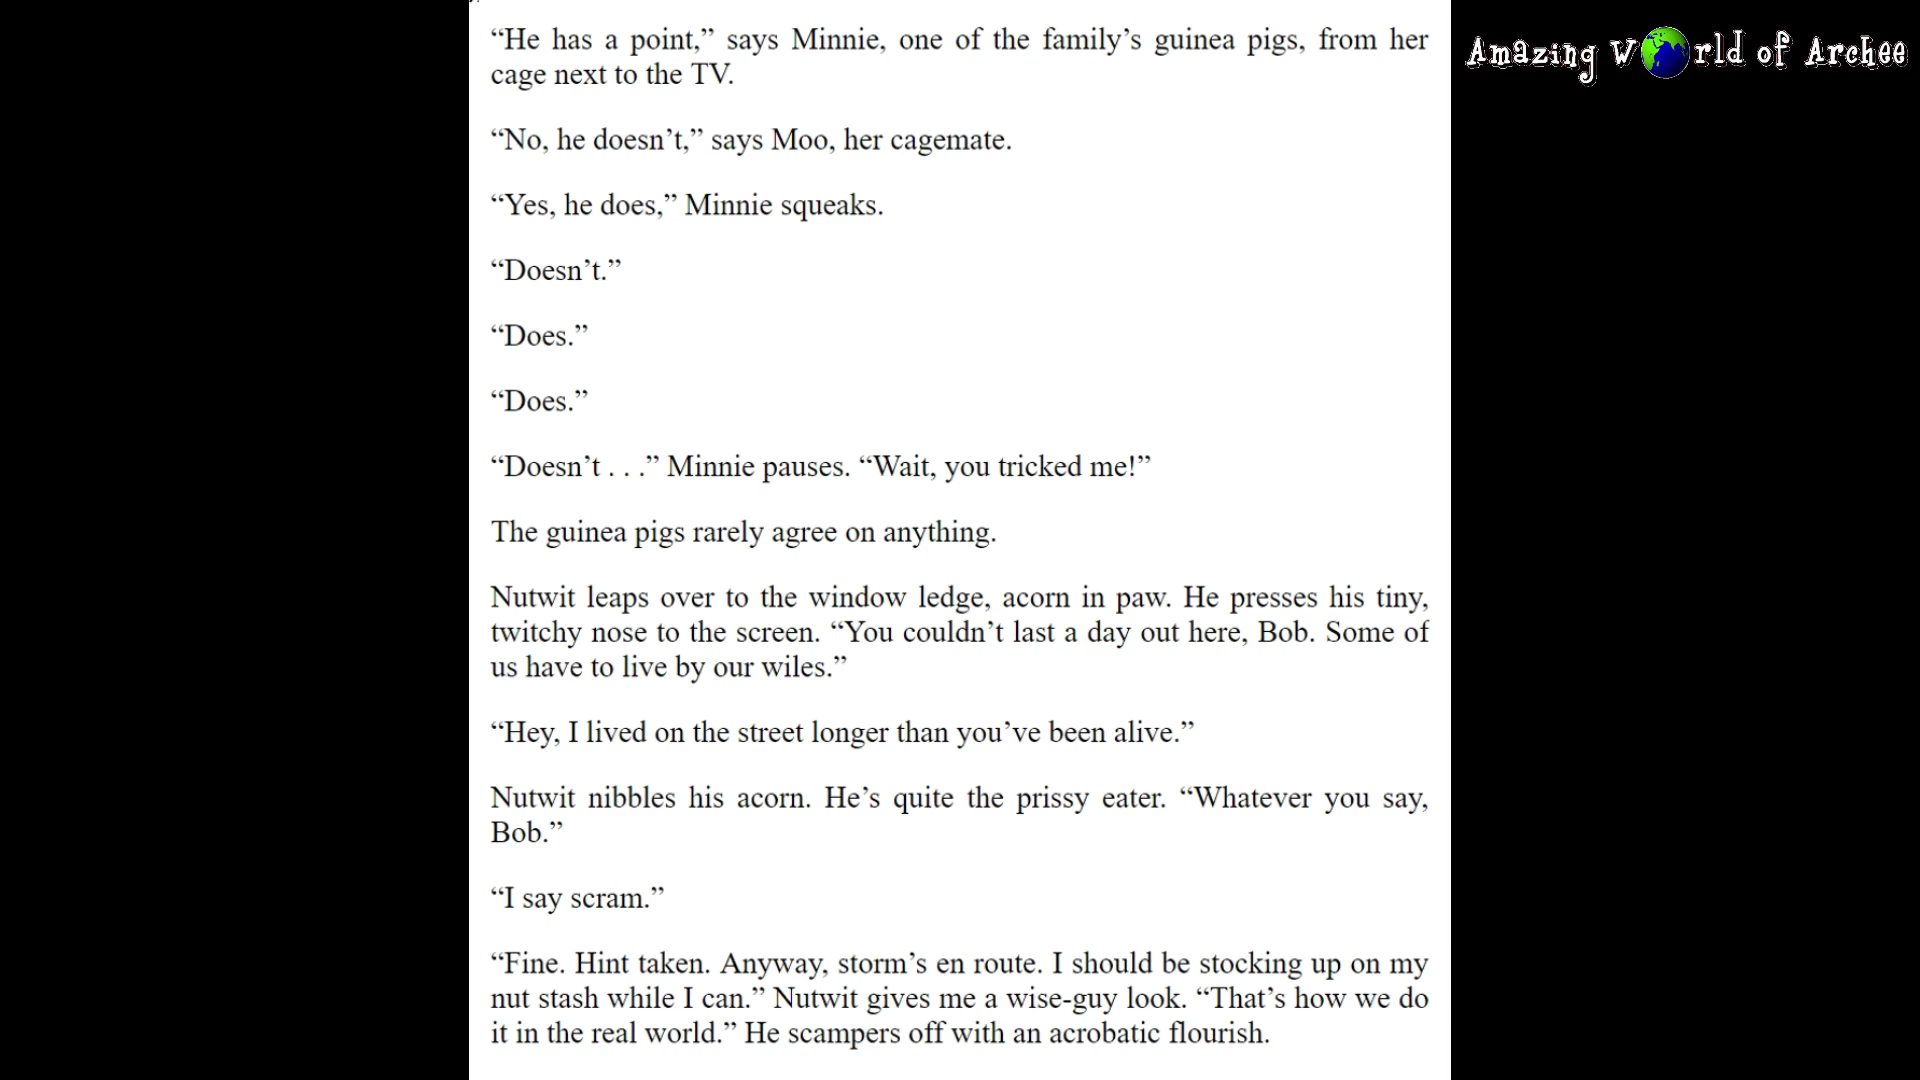 Amazing World of Archee
“He has a point,” says Minnie, one of the family’s guinea pigs, from her
cage next to the TV.
“No, he doesn’t,” says Moo, her cagemate.
“Yes, he does,” Minnie squeaks.
“Doesn’t.”
“Does.”
“Does.”
“Doesn’t . . .” Minnie pauses. “Wait, you tricked me!”
The guinea pigs rarely agree on anything.
Nutwit leaps over to the window ledge, acorn in paw. He presses his tiny,
twitchy nose to the screen. “You couldn’t last a day out here, Bob. Some of
us have to live by our wiles.”
“Hey, I lived on the street longer than you’ve been alive.”
Nutwit nibbles his acorn. He’s quite the prissy eater. “Whatever you say,
Bob.”
“I say scram.”
“Fine. Hint taken. Anyway, storm’s en route. I should be stocking up on my
nut stash while I can.” Nutwit gives me a wise-guy look. “That’s how we do
it in the real world.” He scampers off with an acrobatic flourish.